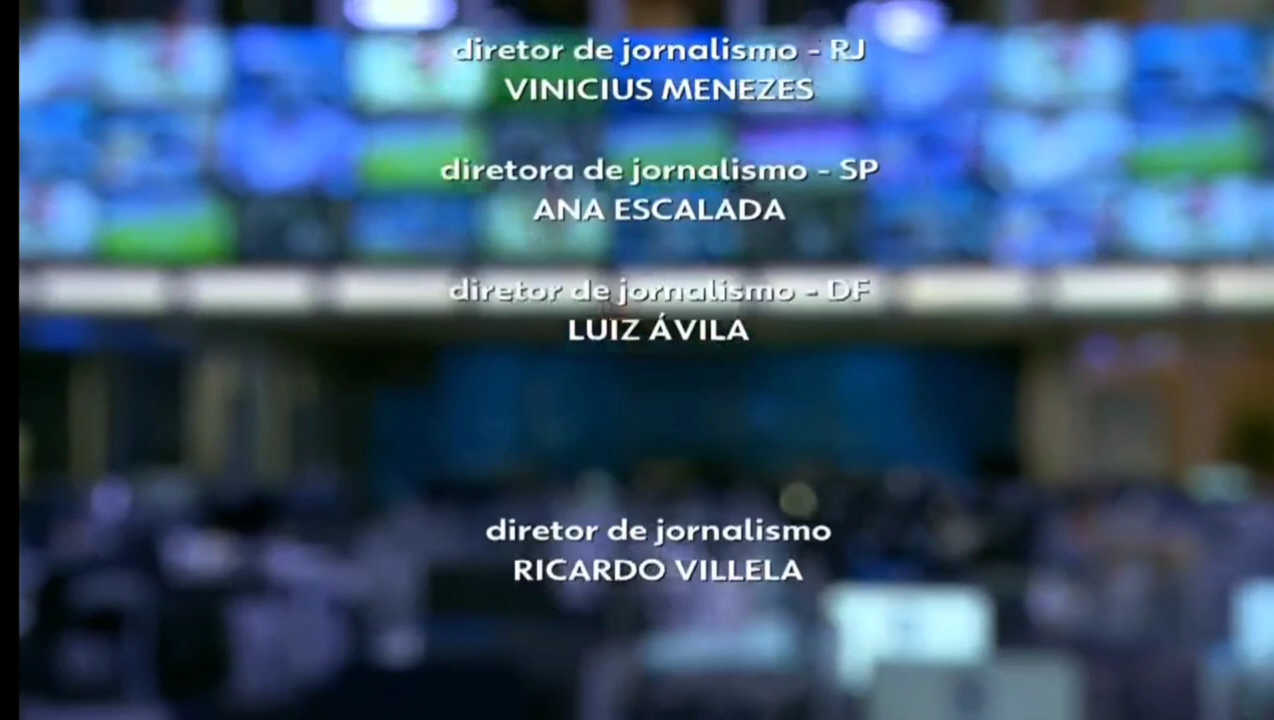 diretor de jornalismo - RJ
VINICIUS MENEZES
diretora de jornalismo - SP
ANA ESCALADA
diretor de jornalismo - DF
LUIZ ÁVILA
diretor de jornalismo
RICARDO VILLELA